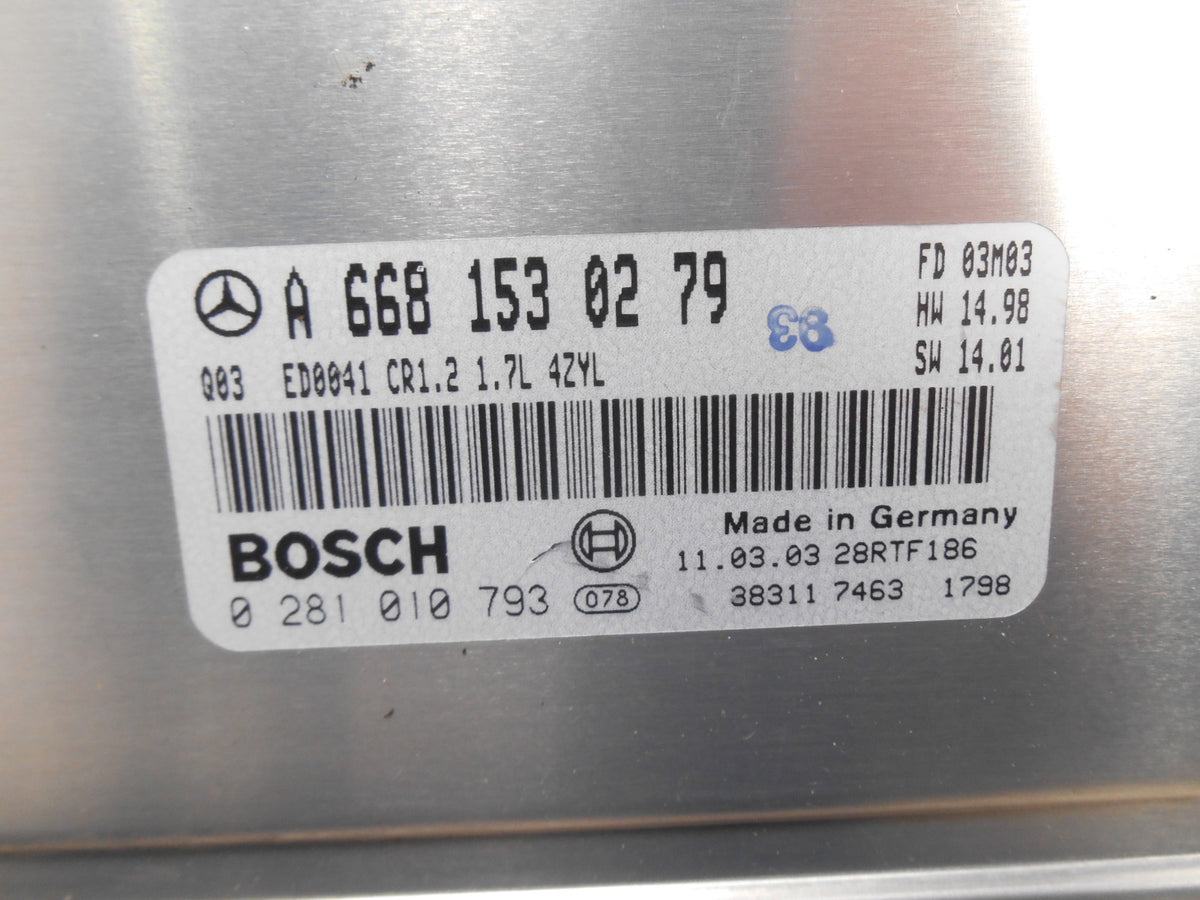 A 668 153 02 79
FD 03M03
HW 14.98
SW 14.01
Q03 ED0041 CR1.2 1.7L 4ZYL
BOSCH
Made in Germany
11.03.03 28RTF186
0 281 010 793 078
38311 7463 1798